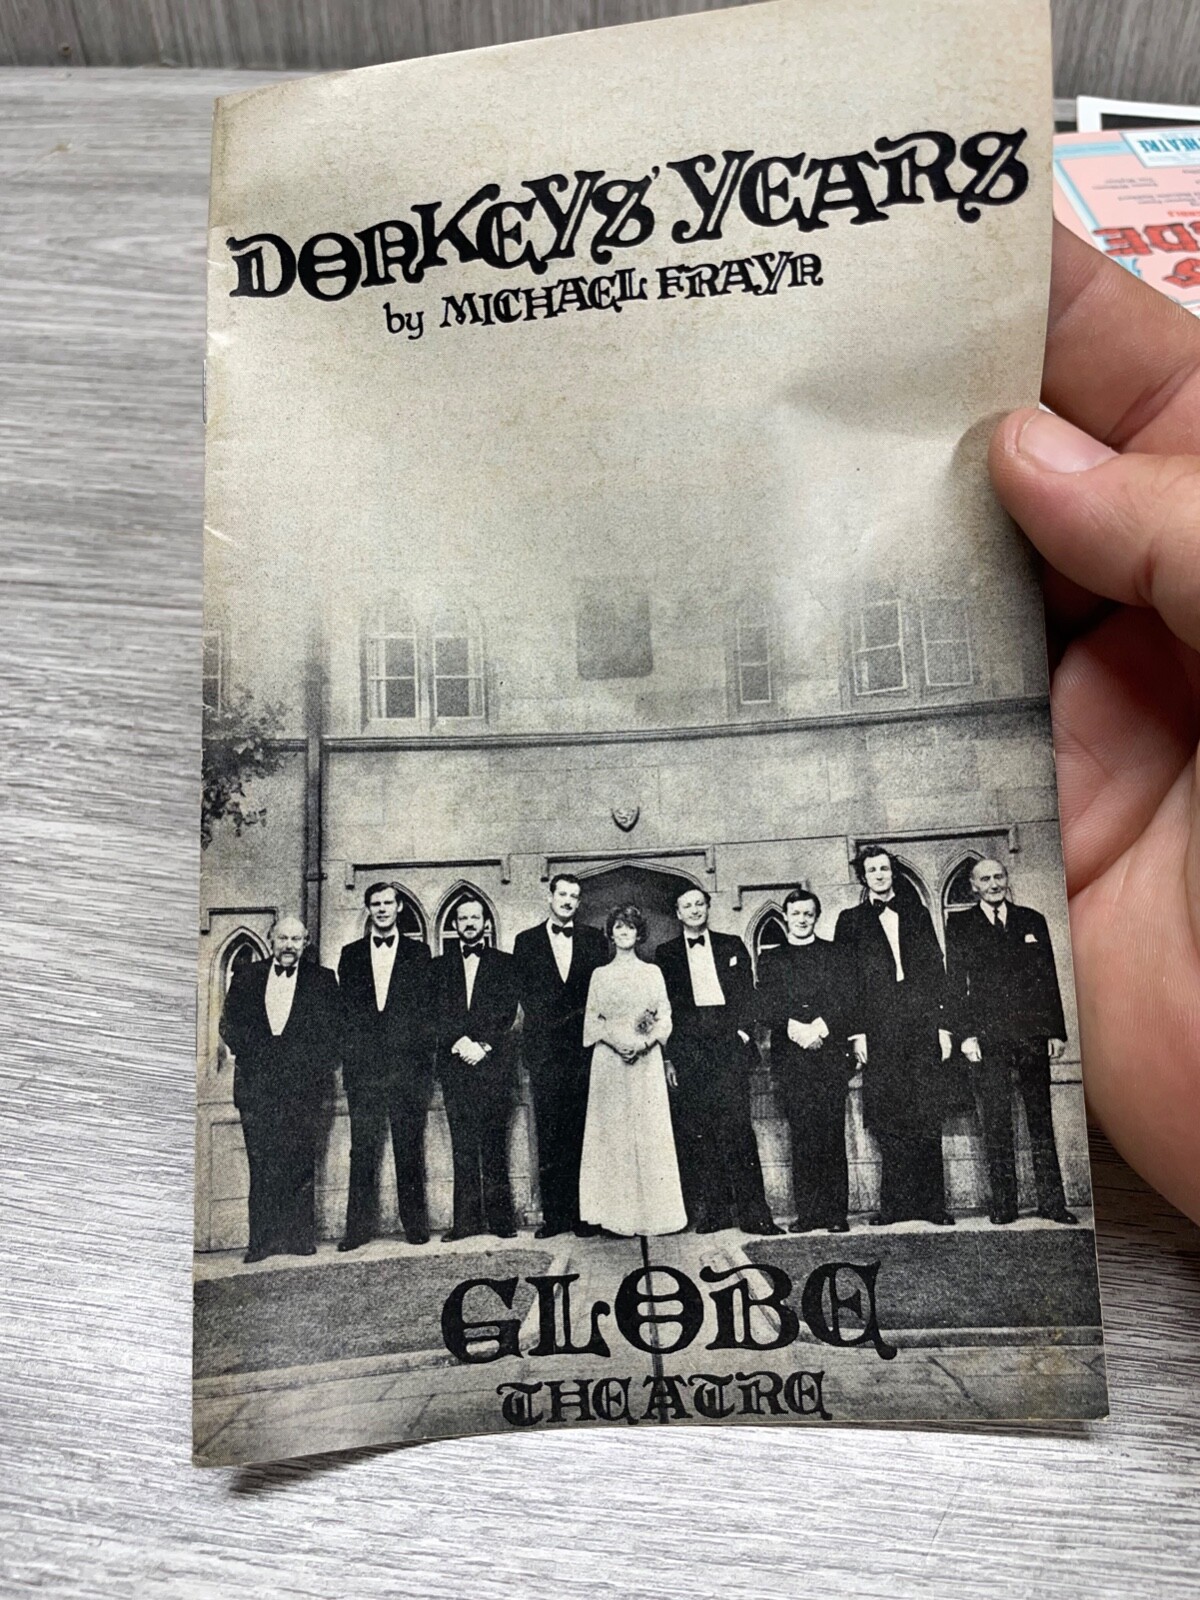 DONKEYS' YEARS
by MICHAEL FRAYN
GLOBE
THEATRE